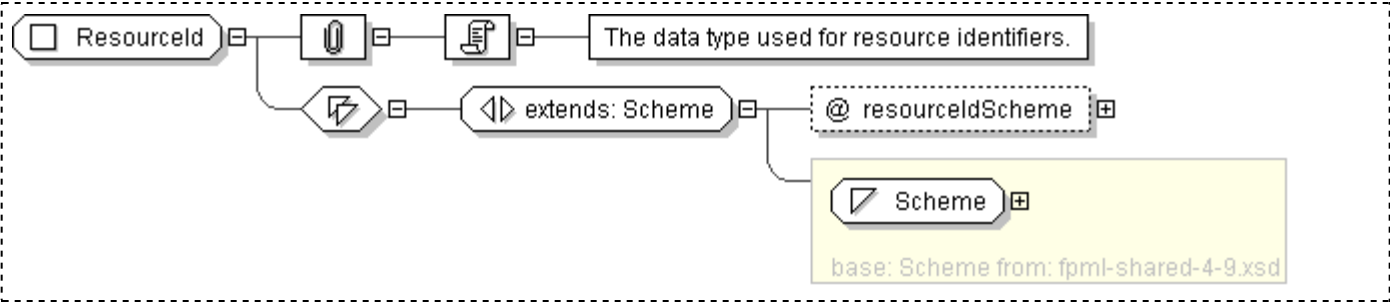 ResourceId
The data type used for resource identifiers.
extends: Scheme
@ resourceIdScheme
Scheme
base: Scheme from: fpml-shared-4-9.xsd